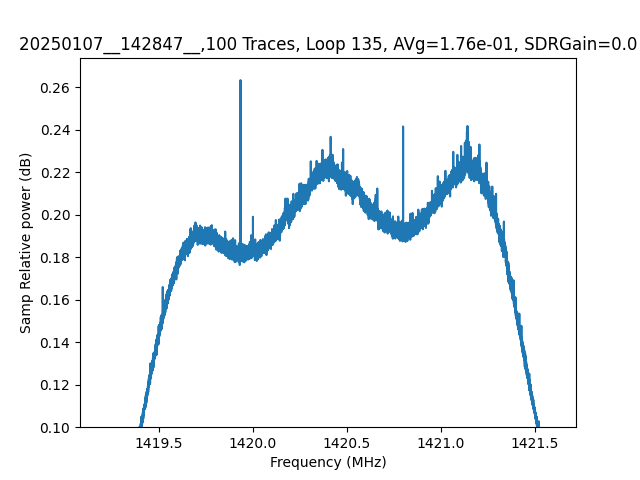 20250107__142847__,100 Traces, Loop 135, AVg=1.76e-01, SDRGain=0.0
0.26
0.24
0.22
0.20
0.18
0.16
0.14
0.12
0.10
Samp Relative power (dB)
1419.5 1420.0 1420.5 1421.0 1421.5
Frequency (MHz)